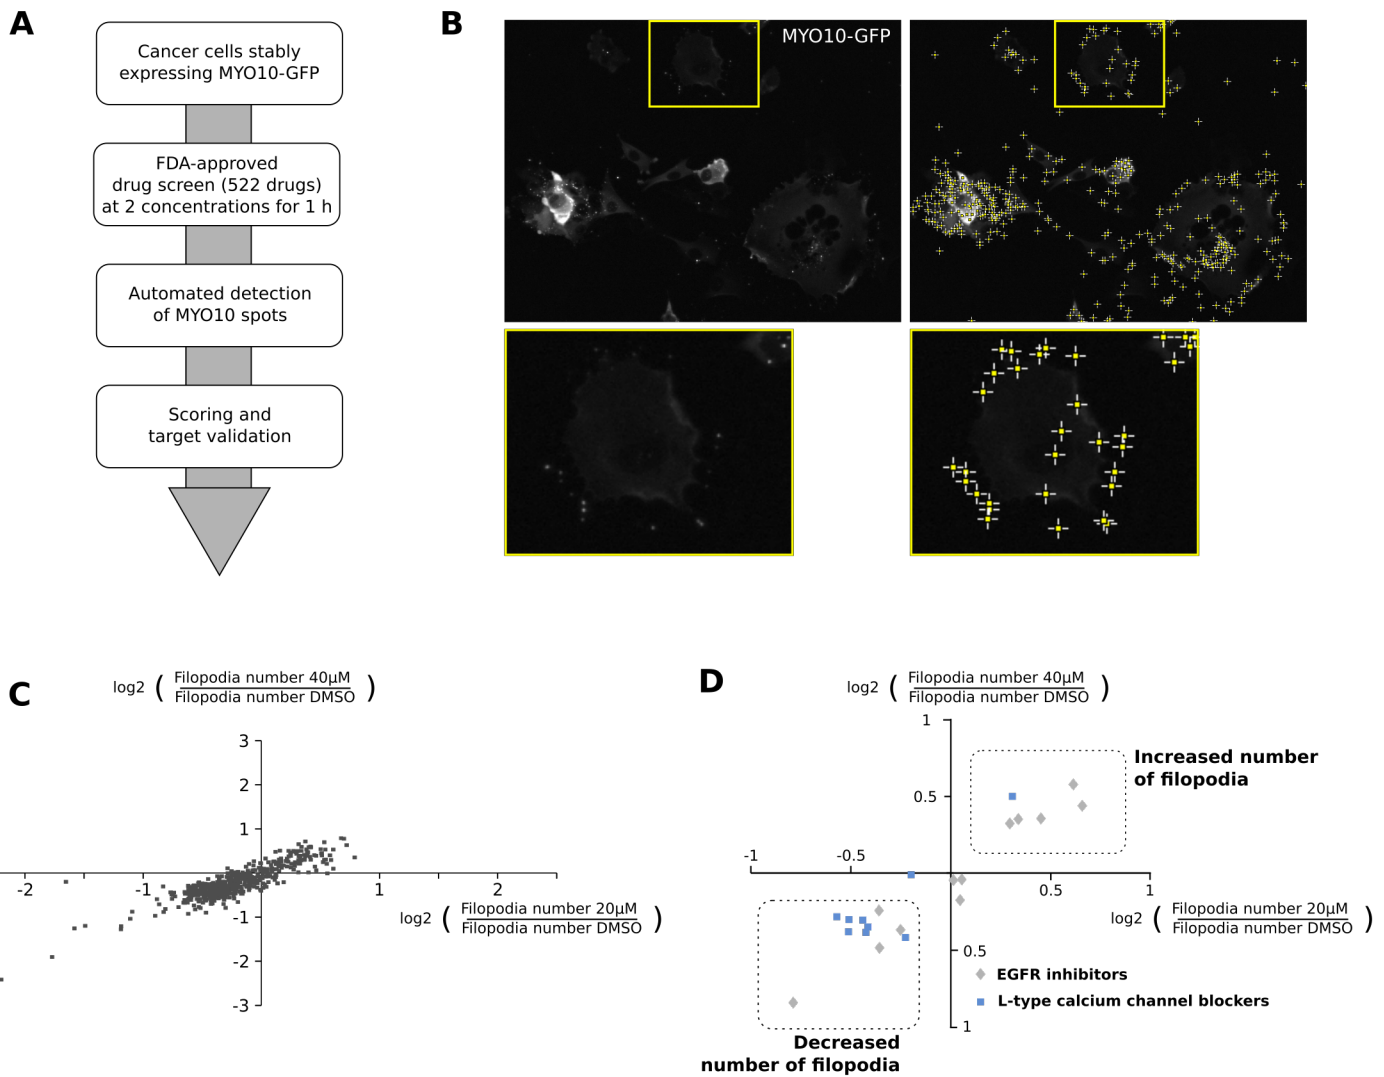 A
Cancer cells stably
expressing MYO10-GFP
FDA-approved
drug screen (522 drugs)
at 2 concentrations for 1 h
Automated detection
of MYO10 spots
Scoring and
target validation
B
MYO10-GFP
C
log2 ( Filopodia number 40µM
Filopodia number DMSO )
3
2
1
-2
-1
1
2
-1
-2
-3
log2 ( Filopodia number 20µM
Filopodia number DMSO )
D
log2 ( Filopodia number 40µM
Filopodia number DMSO )
1
Increased number
of filopodia
0.5
-1
-0.5
0.5
1
log2 ( Filopodia number 20µM
Filopodia number DMSO )
0.5
EGFR inhibitors
L-type calcium channel blockers
1
Decreased
number of filopodia